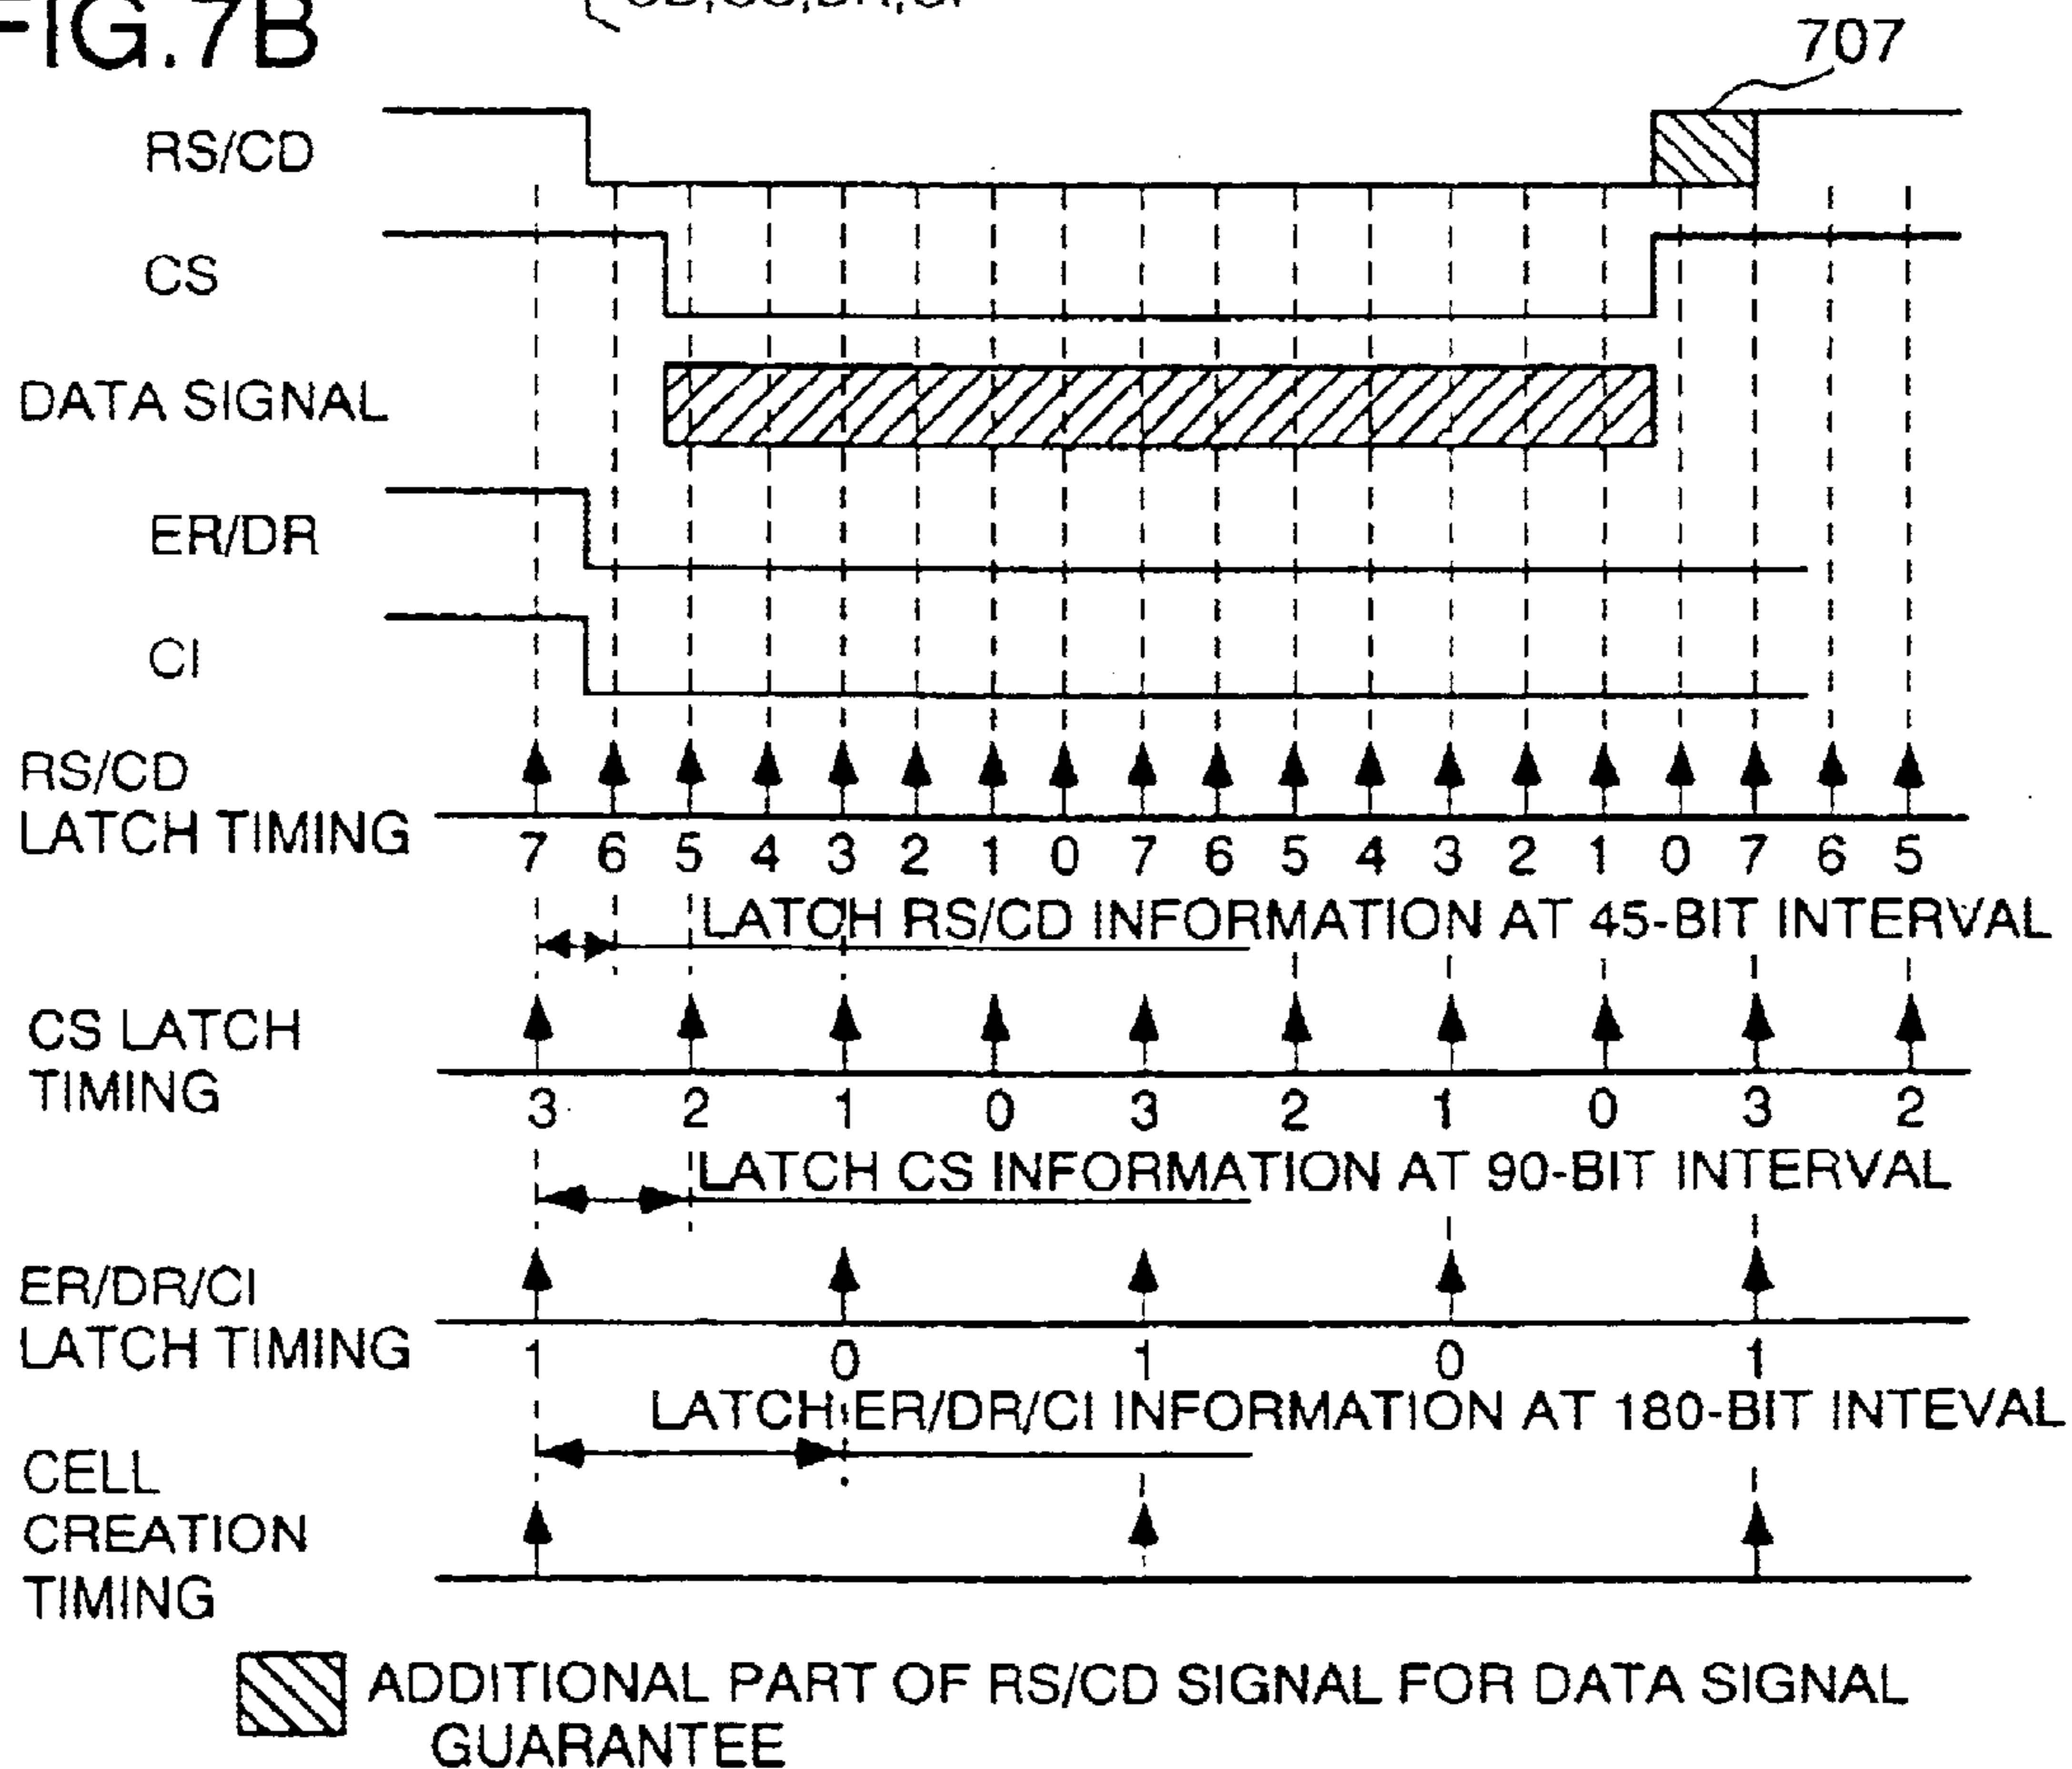 FIG.7B
707
RS/CD
CS
DATA SIGNAL
ER/DR
CI
RS/CD
LATCH TIMING
7 6 5 4 3 2 1 0 7 6 5 4 3 2 1 0 7 6 5
LATCH RS/CD INFORMATION AT 45-BIT INTERVAL
CS LATCH
TIMING
3 2 1 0 3 2 1 0 3 2
LATCH CS INFORMATION AT 90-BIT INTERVAL
ER/DR/CI
LATCH TIMING
1 0 1 0 1
LATCH ER/DR/CI INFORMATION AT 180-BIT INTEVAL
CELL
CREATION
TIMING
ADDITIONAL PART OF RS/CD SIGNAL FOR DATA SIGNAL
GUARANTEE